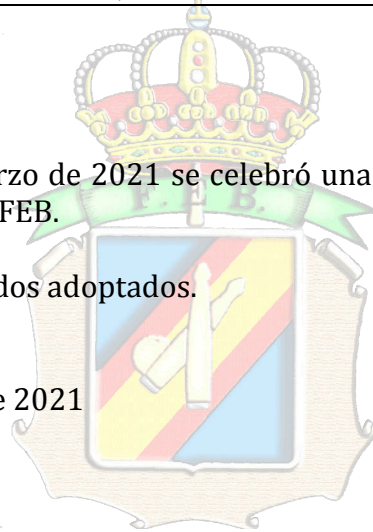 rzo de 2021 se celebró una
F. E. B.
FEB.
dos adoptados.
e 2021